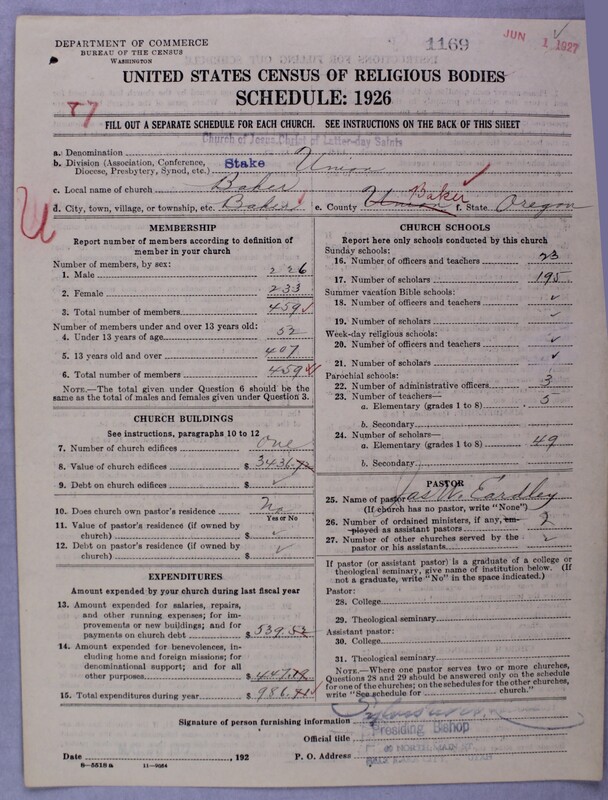 DEPARTMENT OF COMMERCE
BUREAU OF THE CENSUS
WASHINGTON
1169
JUN 1 1927
UNITED STATES CENSUS OF RELIGIOUS BODIES
SCHEDULE: 1926
87
FILL OUT A SEPARATE SCHEDULE FOR EACH CHURCH. SEE INSTRUCTIONS ON THE BACK OF THIS SHEET
Church of Jesus Christ of Latter-day Saints
a. Denomination
b. Division (Association, Conference, Diocese, Presbytery, Synod, etc.) Stake Union
c. Local name of church Baker
d. City, town, village, or township, etc. Baker e. County Union Baker f. State Oregon
U
MEMBERSHIP
Report number of members according to definition of member in your church
Number of members, by sex:
1. Male 226
2. Female 233
3. Total number of members 459
Number of members under and over 13 years old:
4. Under 13 years of age 52
5. 13 years old and over 407
6. Total number of members 459
NOTE.—The total given under Question 6 should be the same as the total of males and females given under Question 3.
CHURCH BUILDINGS
See instructions, paragraphs 10 to 12
7. Number of church edifices one
8. Value of church edifices $ 3436.72
9. Debt on church edifices $ ✓
10. Does church own pastor's residence No
Yes or No
11. Value of pastor's residence (if owned by church) $ ✓
12. Debt on pastor's residence (if owned by church) $ ✓
EXPENDITURES
Amount expended by your church during last fiscal year
13. Amount expended for salaries, repairs, and other running expenses; for improvements or new buildings; and for payments on church debt $ 539.52
14. Amount expended for benevolences, including home and foreign missions; for denominational support; and for all other purposes $ 447.19
15. Total expenditures during year $ 986.71
CHURCH SCHOOLS
Report here only schools conducted by this church
Sunday schools:
16. Number of officers and teachers 23
17. Number of scholars 195
Summer vacation Bible schools:
18. Number of officers and teachers ✓
19. Number of scholars ✓
Week-day religious schools:
20. Number of officers and teachers ✓
21. Number of scholars ✓
Parochial schools:
22. Number of administrative officers 3
23. Number of teachers—
a. Elementary (grades 1 to 8) 5
b. Secondary
24. Number of scholars—
a. Elementary (grades 1 to 8) 49
b. Secondary
PASTOR
25. Name of pastor Jas W. Eardley
(If church has no pastor, write "None")
26. Number of ordained ministers, if any, employed as assistant pastors 2
27. Number of other churches served by the pastor or his assistants
If pastor (or assistant pastor) is a graduate of a college or theological seminary, give name of institution below. (If not a graduate, write "No" in the space indicated.)
Pastor:
28. College
29. Theological seminary
Assistant pastor:
30. College
31. Theological seminary
NOTE.—Where one pastor serves two or more churches, Questions 28 and 29 should be answered only on the schedule for one of the churches; on the schedules for the other churches, write "See schedule for church."
Signature of person furnishing information
Official title Presiding Bishop
Date , 192 P. O. Address 40 NORTH MAIN ST
8—5518a 11—9064